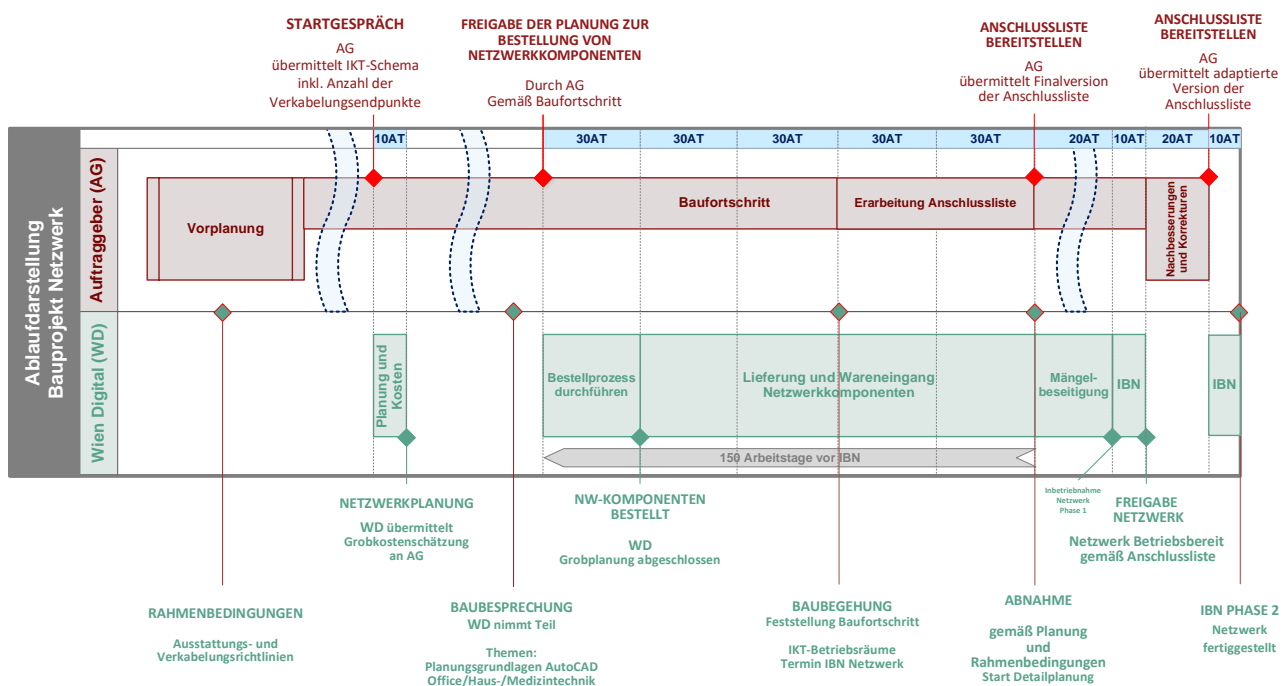 STARTGESPRÄCH
AG
übermittelt IKT-Schema
inkl. Anzahl der
Verkabelungsendpunkte
FREIGABE DER PLANUNG ZUR
BESTELLUNG VON
NETZWERKKOMPONENTEN
Durch AG
Gemäß Baufortschritt
ANSCHLUSSLISTE
BEREITSTELLEN
AG
übermittelt Finalversion
der Anschlussliste
ANSCHLUSSLISTE
BEREITSTELLEN
AG
übermittelt adaptierte
Version der
Anschlussliste
10AT
30AT
30AT
30AT
30AT
30AT
20AT
10AT
20AT
10AT
Ablaufdarstellung
Bauprojekt Netzwerk
Auftraggeber (AG)
Vorplanung
Baufortschritt
Erarbeitung Anschlussliste
Nachbesserungen
und Korrekturen
Wien Digital (WD)
Planung und
Kosten
Bestellprozess
durchführen
Lieferung und Wareneingang
Netzwerkkomponenten
Mängel-
beseitigung
IBN
IBN
150 Arbeitstage vor IBN
NETZWERKPLANUNG
WD übermittelt
Grobkostenschätzung
an AG
NW-KOMPONENTEN
BESTELLT
WD
Grobplanung abgeschlossen
Inbetriebnahme
Netzwerk
Phase 1
FREIGABE
NETZWERK
Netzwerk Betriebsbereit
gemäß Anschlussliste
RAHMENBEDINGUNGEN
Ausstattungs- und
Verkabelungsrichtlinien
BAUBESPRECHUNG
WD nimmt Teil
Themen:
Planungsgrundlagen AutoCAD
Office/Haus-/Medizintechnik
BAUBEGEHUNG
Feststellung Baufortschritt
IKT-Betriebsräume
Termin IBN Netzwerk
ABNAHME
gemäß Planung
und
Rahmenbedingungen
Start Detailplanung
IBN PHASE 2
Netzwerk
fertiggestellt